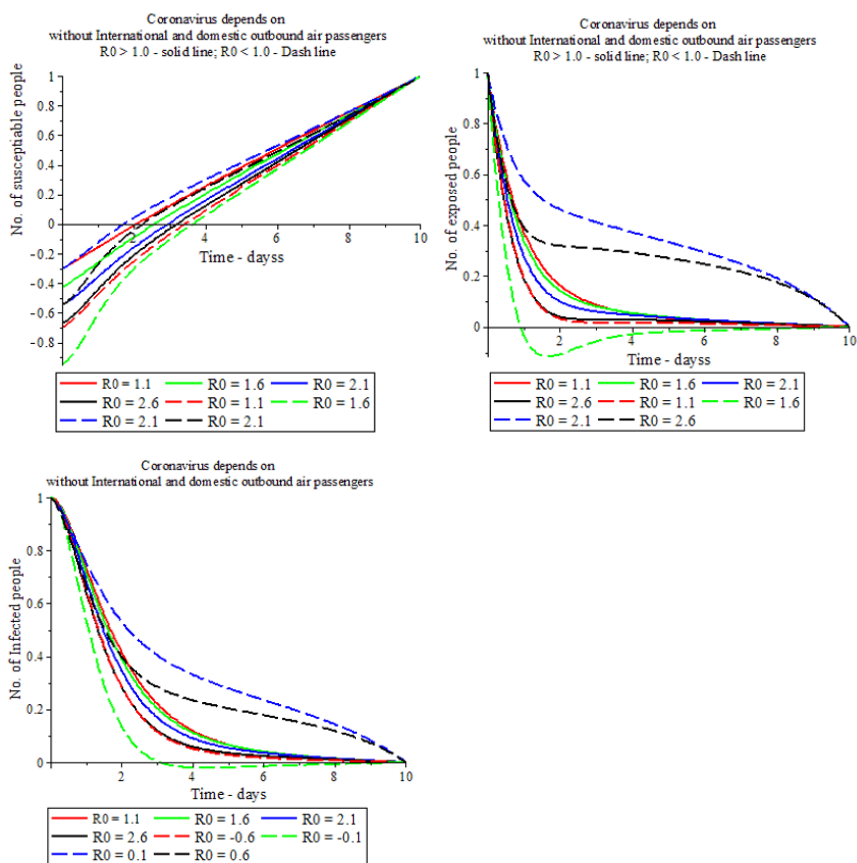 Coronavirus depends on
without International and domestic outbound air passengers
R0 > 1.0 - solid line; R0 < 1.0 - Dash line
No. of susceptiable people
1
0.8
0.6
0.4
0.2
0
-0.2
-0.4
-0.6
-0.8
2
4
6
8
10
Time - dayss
R0 = 1.1 R0 = 1.6 R0 = 2.1
R0 = 2.6 R0 = 1.1 R0 = 1.6
R0 = 2.1 R0 = 2.1
Coronavirus depends on
without International and domestic outbound air passengers
R0 > 1.0 - solid line; R0 < 1.0 - Dash line
No. of exposed people
1
0.8
0.6
0.4
0.2
0
2
4
6
8
10
Time - dayss
R0 = 1.1 R0 = 1.6 R0 = 2.1
R0 = 2.6 R0 = 1.1 R0 = 1.6
R0 = 2.1 R0 = 2.6
Coronavirus depends on
without International and domestic outbound air passengers
No. of Infected people
1
0.8
0.6
0.4
0.2
0
2
4
6
8
10
Time - days
R0 = 1.1 R0 = 1.6 R0 = 2.1
R0 = 2.6 R0 = -0.6 R0 = -0.1
R0 = 0.1 R0 = 0.6